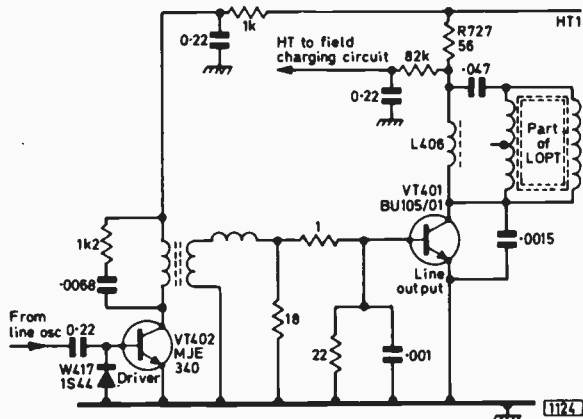 1k
HT1
0·22
R727
56
HT to field
charging circuit
82k
·047
0·22
L406
Part
of
LOPT
VT401
BU105/01
1k2
1
·0068
·0015
Line
output
From
line osc
0·22
VT402
MJE
340
18
22
·001
W417
1S44
Driver
1124